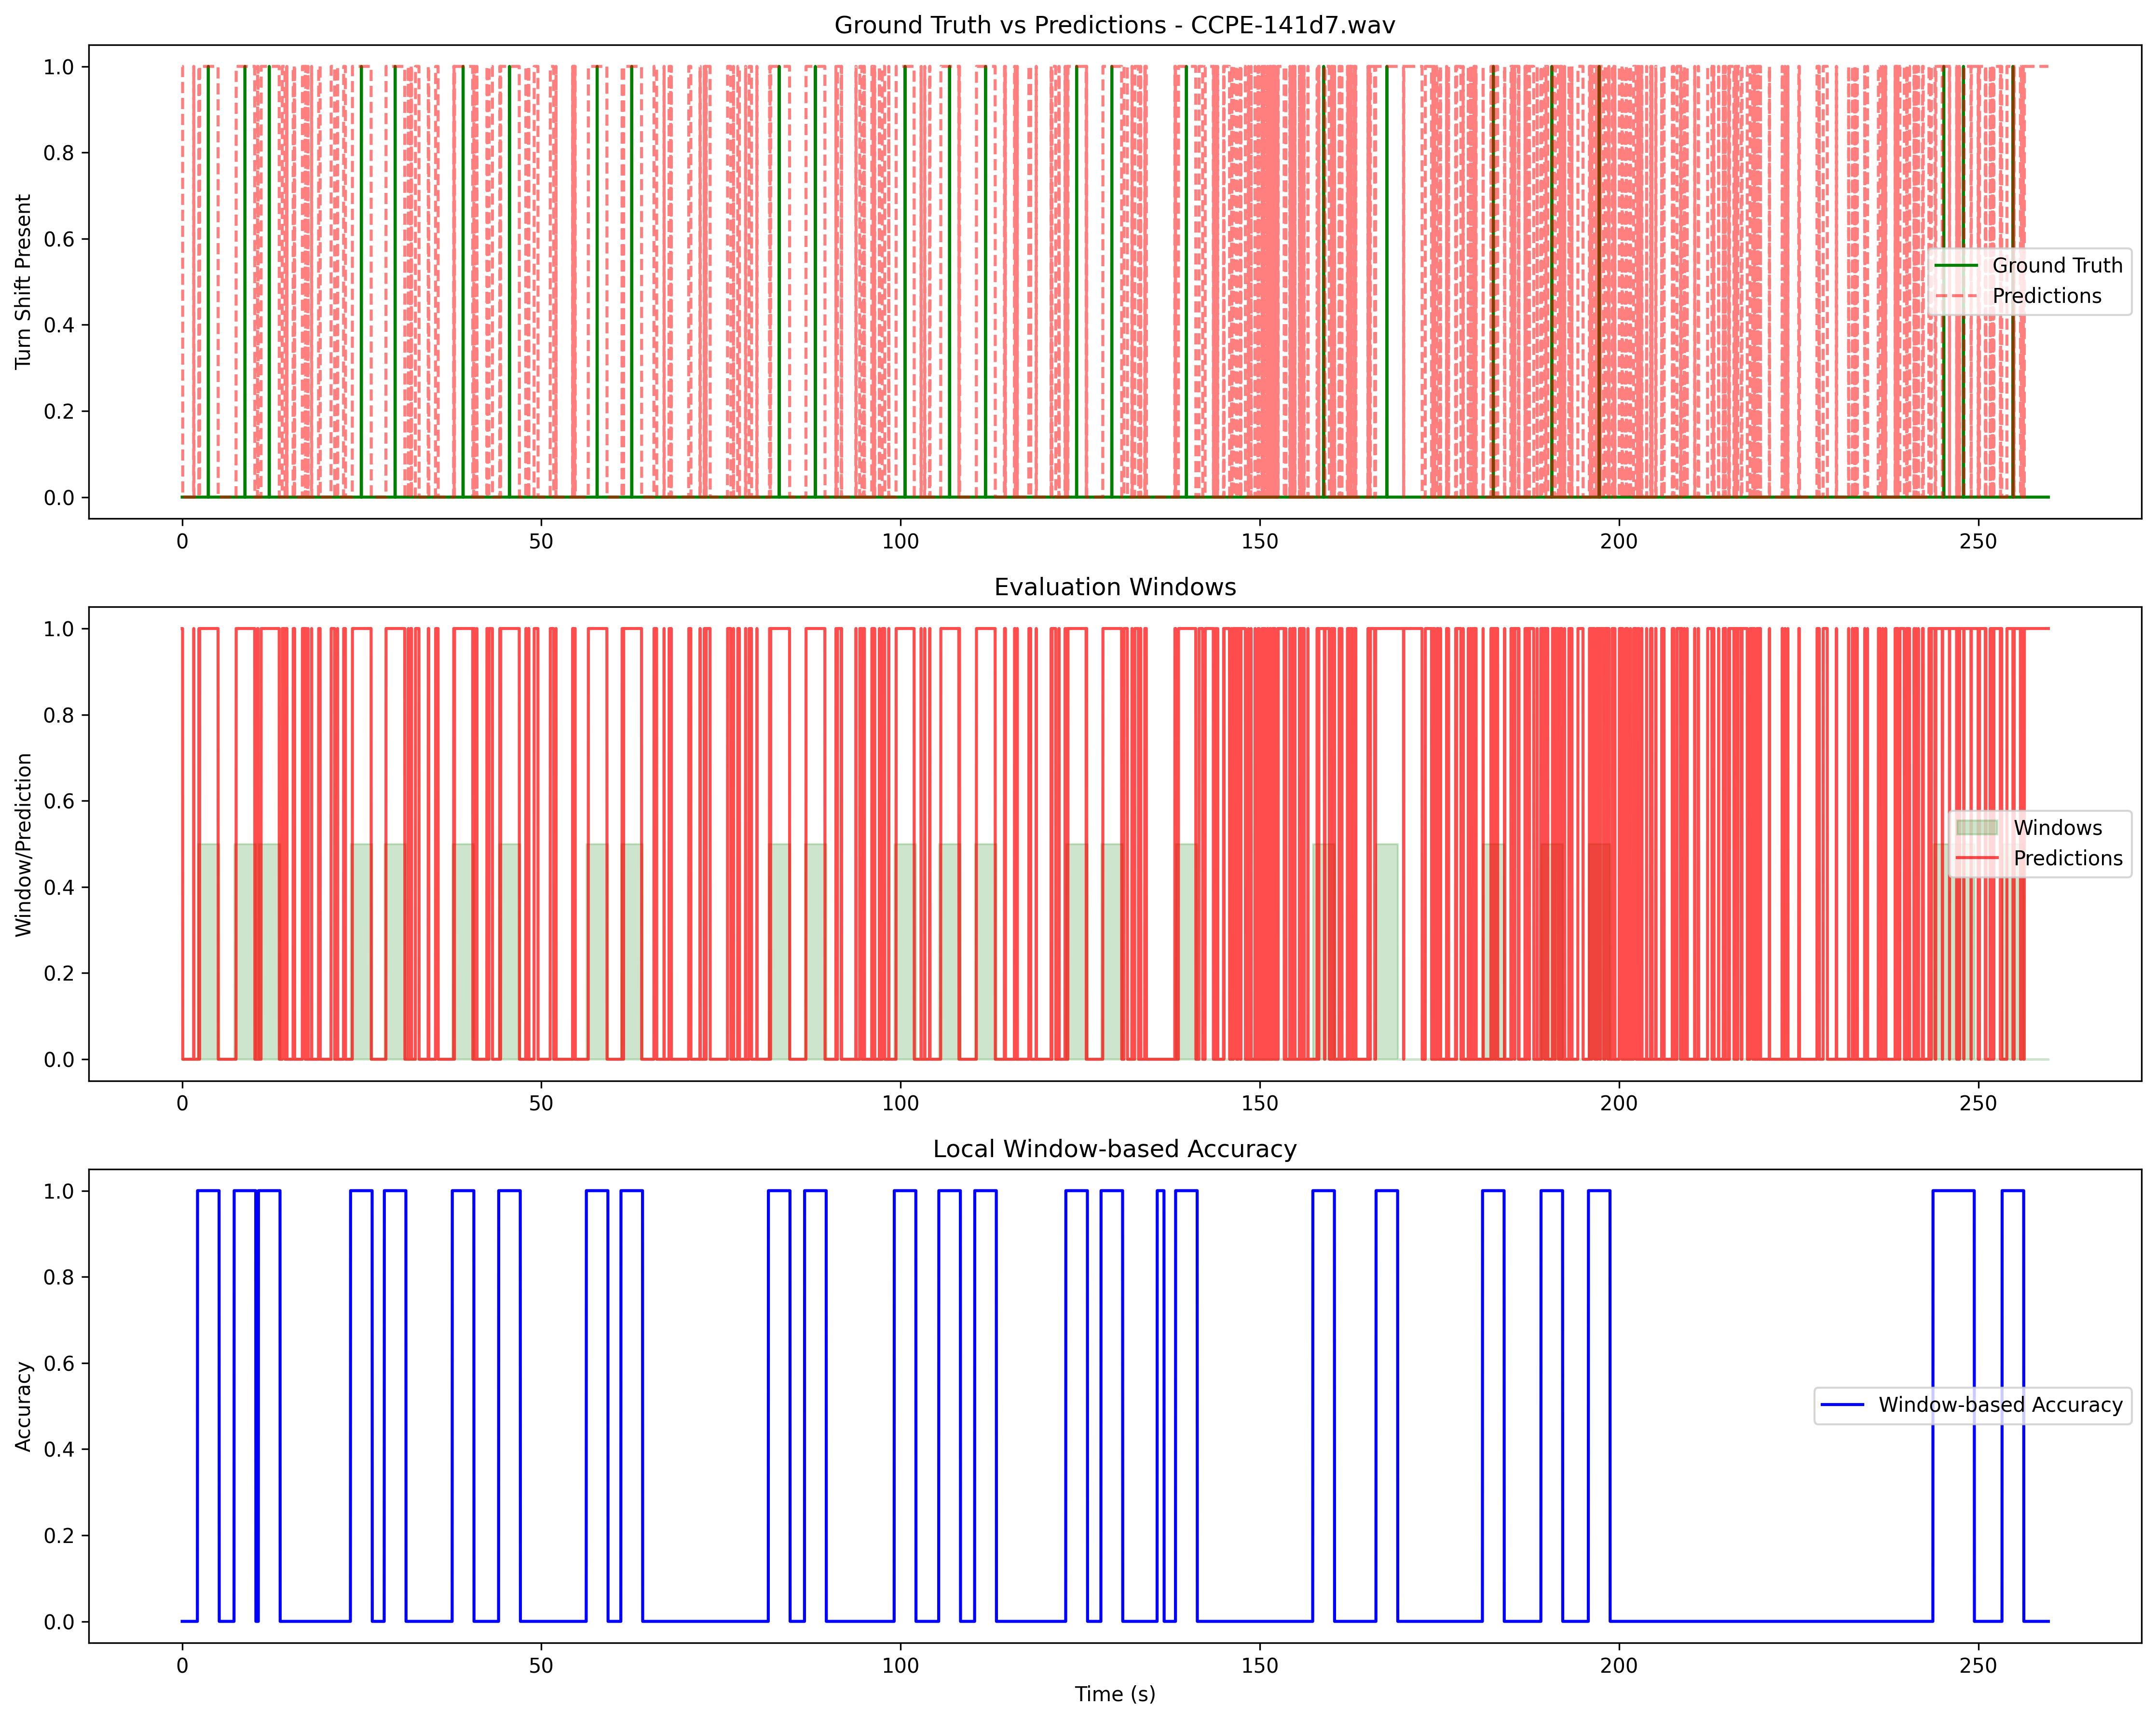 Ground Truth vs Predictions - CCPE-141d7.wav
1.0
0.8
0.6
0.4
0.2
0.0
Turn Shift Present
Ground Truth
Predictions
0 50 100 150 200 250
Evaluation Windows
1.0
0.8
0.6
0.4
0.2
0.0
Window/Prediction
Windows
Predictions
0 50 100 150 200 250
Local Window-based Accuracy
1.0
0.8
0.6
0.4
0.2
0.0
Accuracy
Window-based Accuracy
0 50 100 150 200 250
Time (s)